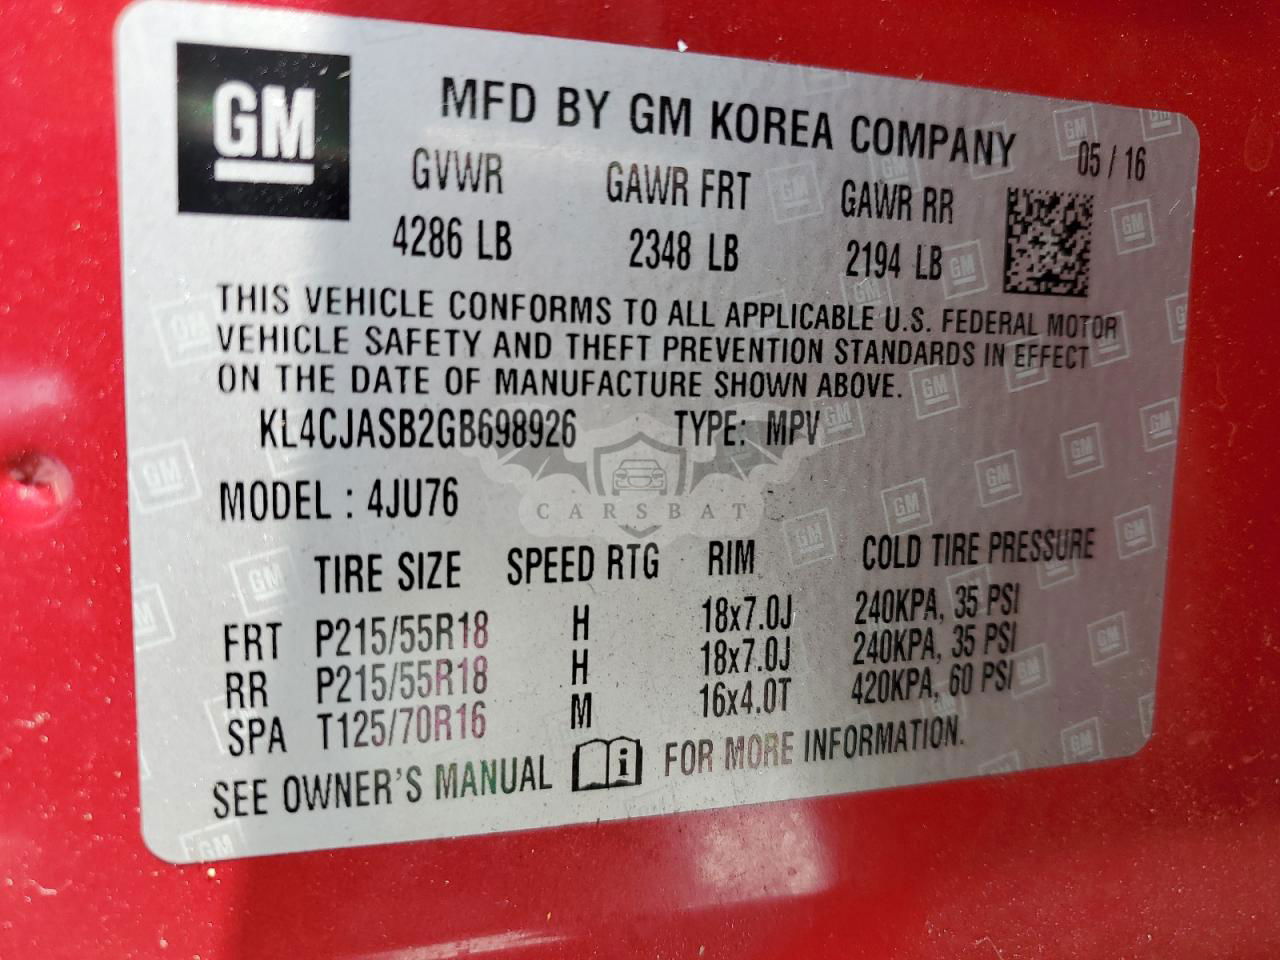 GM
MFD BY GM KOREA COMPANY 05 / 16
GVWR GAWR FRT GAWR RR
4286 LB 2348 LB 2194 LB
THIS VEHICLE CONFORMS TO ALL APPLICABLE U.S. FEDERAL MOTOR
VEHICLE SAFETY AND THEFT PREVENTION STANDARDS IN EFFECT
ON THE DATE OF MANUFACTURE SHOWN ABOVE.
KL4CJASB2GB698926 TYPE: MPV
CARSBAT
MODEL : 4JU76
TIRE SIZE SPEED RTG RIM COLD TIRE PRESSURE
FRT P215/55R18 H 18x7.0J 240KPA, 35 PSI
RR P215/55R18 H 18x7.0J 240KPA, 35 PSI
SPA T125/70R16 M 16x4.0T 420KPA, 60 PSI
SEE OWNER'S MANUAL i FOR MORE INFORMATION.